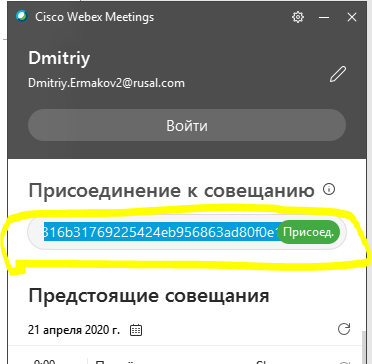 Cisco Webex Meetings
Dmitriy
Dmitriy.Ermakov2@rusal.com
Войти
Присоединение к совещанию
316b31769225424eb956863ad80f0e1 Присоед.
Предстоящие совещания
21 апреля 2020 г.